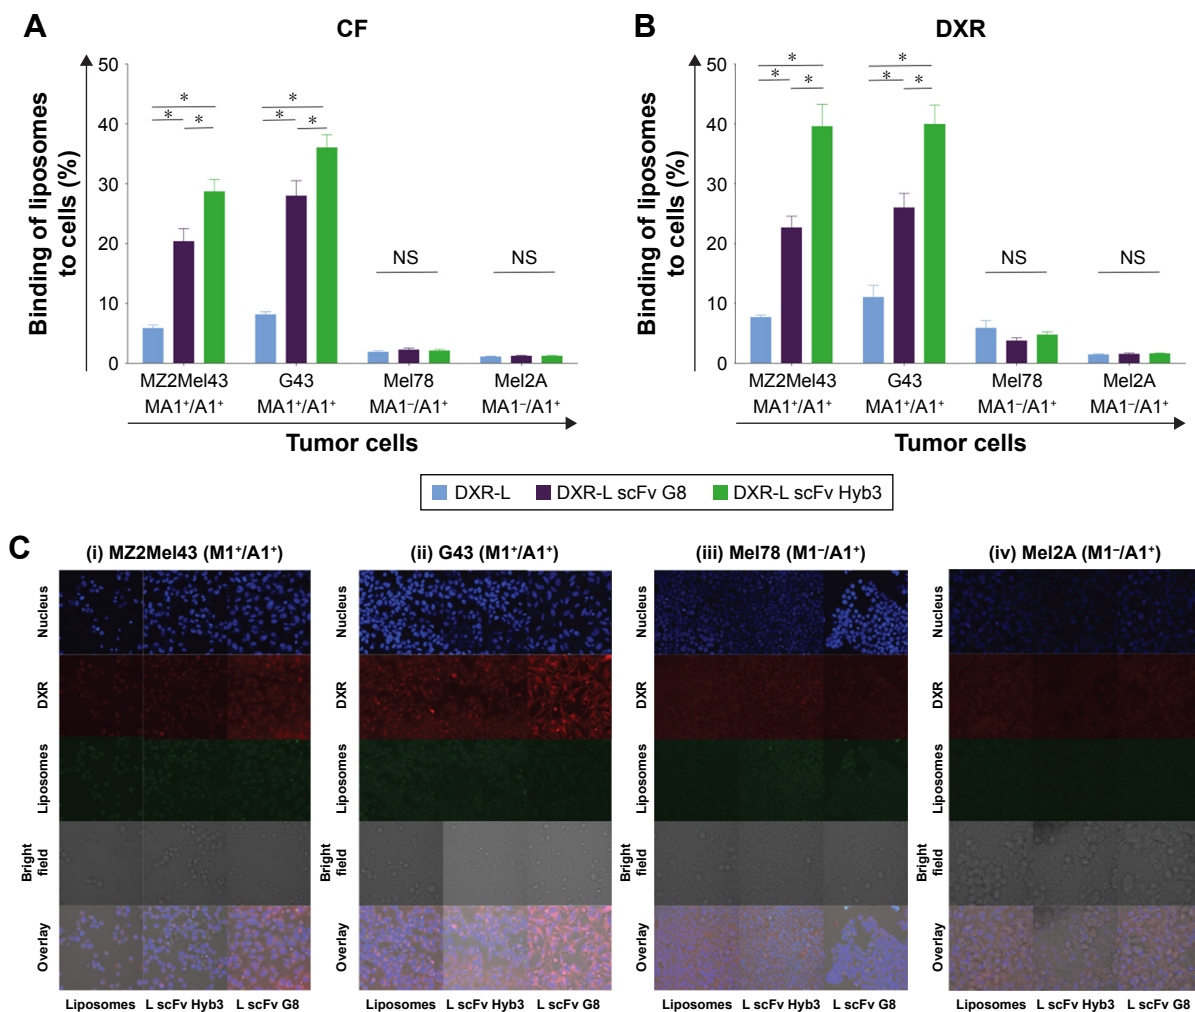 A
CF
Binding of liposomes
to cells (%)
50
40
30
20
10
0
*
*
*
*
*
*
NS
NS
MZ2Mel43
G43
Mel78
Mel2A
MA1⁺/A1⁺
MA1⁺/A1⁺
MA1⁻/A1⁺
MA1⁻/A1⁺
Tumor cells
B
DXR
Binding of liposomes
to cells (%)
50
40
30
20
10
0
*
*
*
*
*
*
NS
NS
MZ2Mel43
G43
Mel78
Mel2A
MA1⁺/A1⁺
MA1⁺/A1⁺
MA1⁻/A1⁺
MA1⁻/A1⁺
Tumor cells
DXR-L
DXR-L scFv G8
DXR-L scFv Hyb3
C
(i) MZ2Mel43 (M1⁺/A1⁺)
Nucleus
DXR
Liposomes
Bright
field
Overlay
Liposomes
L scFv Hyb3
L scFv G8
(ii) G43 (M1⁺/A1⁺)
Nucleus
DXR
Liposomes
Bright
field
Overlay
Liposomes
L scFv Hyb3
L scFv G8
(iii) Mel78 (M1⁻/A1⁺)
Nucleus
DXR
Liposomes
Bright
field
Overlay
Liposomes
L scFv Hyb3
L scFv G8
(iv) Mel2A (M1⁻/A1⁺)
Nucleus
DXR
Liposomes
Bright
field
Overlay
Liposomes
L scFv Hyb3
L scFv G8